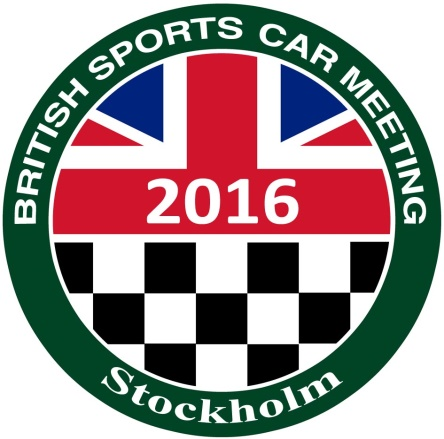 BRITISH SPORTS CAR MEETING
2016
Stockholm